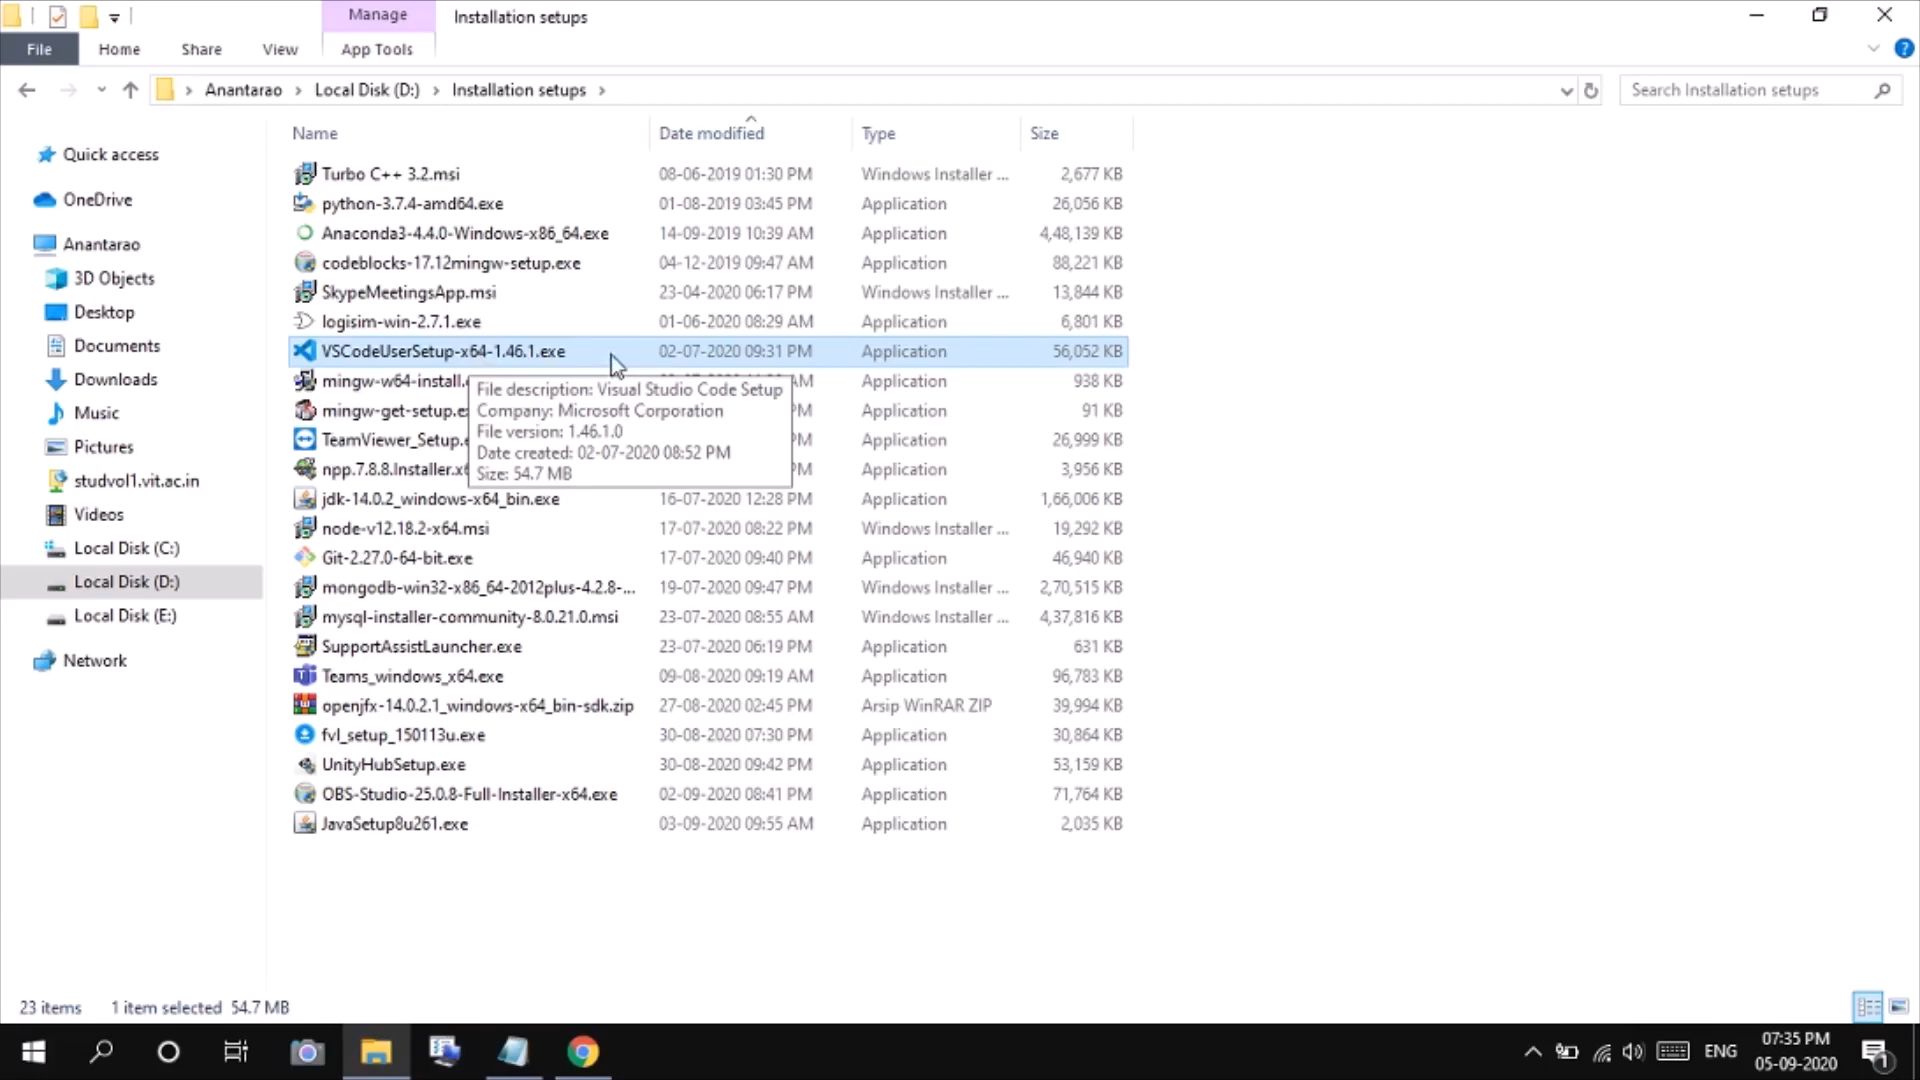 Manage
Installation setups
File
Home
Share
View
App Tools
?
Anantarao
Local Disk (D:)
Installation setups
Search Installation setups
Name
Date modified
Type
Size
Quick access
OneDrive
Anantarao
3D Objects
Desktop
Documents
Downloads
Music
Pictures
studvol1.vit.ac.in
Videos
Local Disk (C:)
Local Disk (D:)
Local Disk (E:)
Network
Turbo C++ 3.2.msi 08-06-2019 01:30 PM Windows Installer ... 2,677 KB
python-3.7.4-amd64.exe 01-08-2019 03:45 PM Application 26,056 KB
Anaconda3-4.4.0-Windows-x86_64.exe 14-09-2019 10:39 AM Application 4,48,139 KB
codeblocks-17.12mingw-setup.exe 04-12-2019 09:47 AM Application 88,221 KB
SkypeMeetingsApp.msi 23-04-2020 06:17 PM Windows Installer ... 13,844 KB
logisim-win-2.7.1.exe 01-06-2020 08:29 AM Application 6,801 KB
VSCodeUserSetup-x64-1.46.1.exe 02-07-2020 09:31 PM Application 56,052 KB
mingw-w64-install. Application 938 KB
mingw-get-setup.e PM Application 91 KB
TeamViewer_Setup. PM Application 26,999 KB
npp.7.8.8.Installer.x PM Application 3,956 KB
File description: Visual Studio Code Setup
Company: Microsoft Corporation
File version: 1.46.1.0
Date created: 02-07-2020 08:52 PM
Size: 54.7 MB
jdk-14.0.2_windows-x64_bin.exe 16-07-2020 12:28 PM Application 1,66,006 KB
node-v12.18.2-x64.msi 17-07-2020 08:22 PM Windows Installer ... 19,292 KB
Git-2.27.0-64-bit.exe 17-07-2020 09:40 PM Application 46,940 KB
mongodb-win32-x86_64-2012plus-4.2.8-... 19-07-2020 09:47 PM Windows Installer ... 2,70,515 KB
mysql-installer-community-8.0.21.0.msi 23-07-2020 08:55 AM Windows Installer ... 4,37,816 KB
SupportAssistLauncher.exe 23-07-2020 06:19 PM Application 631 KB
Teams_windows_x64.exe 09-08-2020 09:19 AM Application 96,783 KB
openjfx-14.0.2.1_windows-x64_bin-sdk.zip 27-08-2020 02:45 PM Arsip WinRAR ZIP 39,994 KB
fvl_setup_150113u.exe 30-08-2020 07:30 PM Application 30,864 KB
UnityHubSetup.exe 30-08-2020 09:42 PM Application 53,159 KB
OBS-Studio-25.0.8-Full-Installer-x64.exe 02-09-2020 08:41 PM Application 71,764 KB
JavaSetup8u261.exe 03-09-2020 09:55 AM Application 2,035 KB
23 items 1 item selected 54.7 MB
ENG
07:35 PM
05-09-2020
1